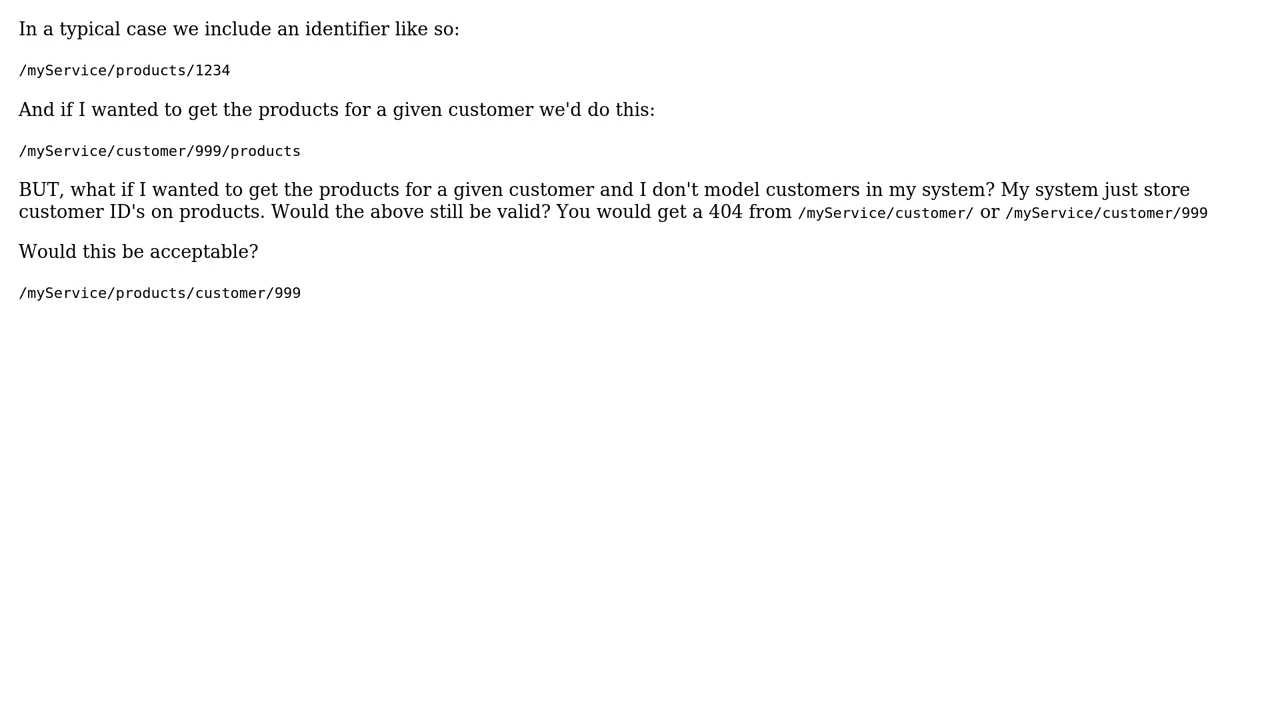 In a typical case we include an identifier like so:
/myService/products/1234
And if I wanted to get the products for a given customer we'd do this:
/myService/customer/999/products
BUT, what if I wanted to get the products for a given customer and I don't model customers in my system? My system just store
customer ID's on products. Would the above still be valid? You would get a 404 from /myService/customer/ or /myService/customer/999
Would this be acceptable?
/myService/products/customer/999